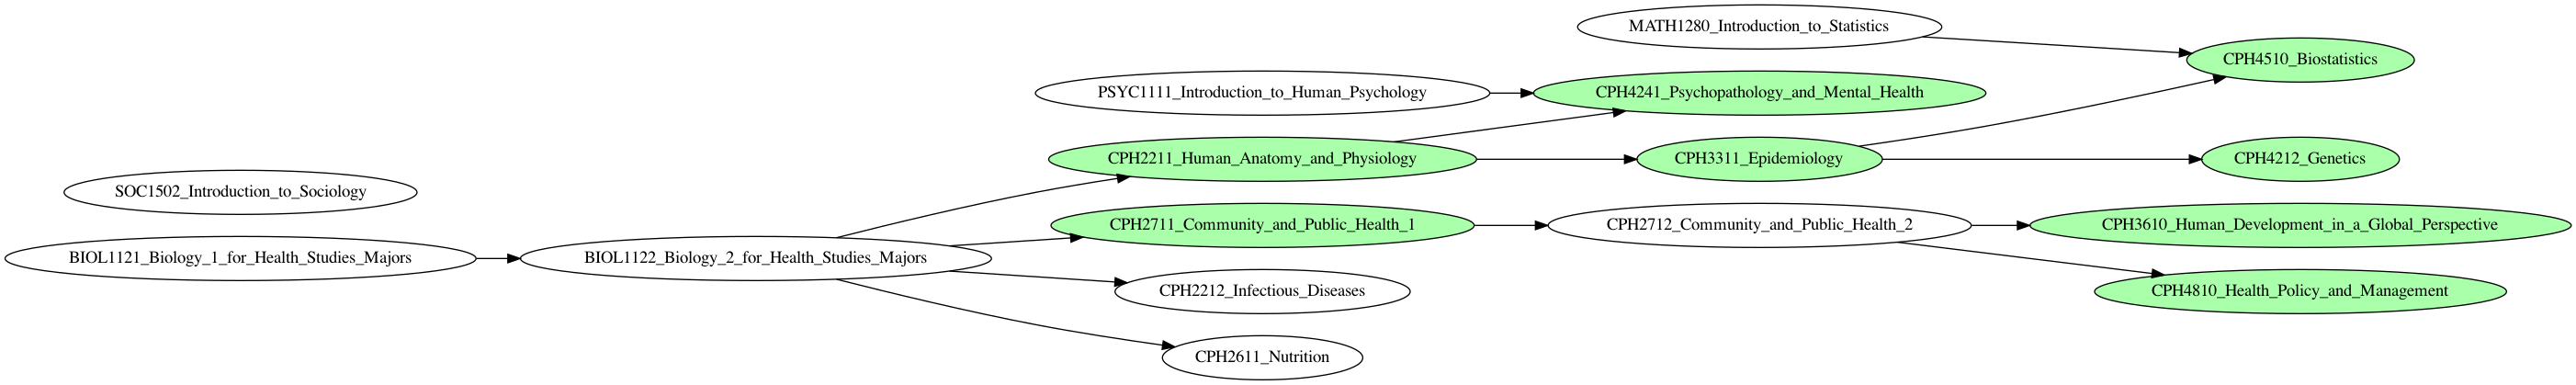 MATH1280_Introduction_to_Statistics
CPH4510_Biostatistics
PSYC1111_Introduction_to_Human_Psychology
CPH4241_Psychopathology_and_Mental_Health
CPH2211_Human_Anatomy_and_Physiology
CPH3311_Epidemiology
CPH4212_Genetics
SOC1502_Introduction_to_Sociology
CPH2711_Community_and_Public_Health_1
CPH2712_Community_and_Public_Health_2
CPH3610_Human_Development_in_a_Global_Perspective
BIOL1121_Biology_1_for_Health_Studies_Majors
BIOL1122_Biology_2_for_Health_Studies_Majors
CPH2212_Infectious_Diseases
CPH4810_Health_Policy_and_Management
CPH2611_Nutrition